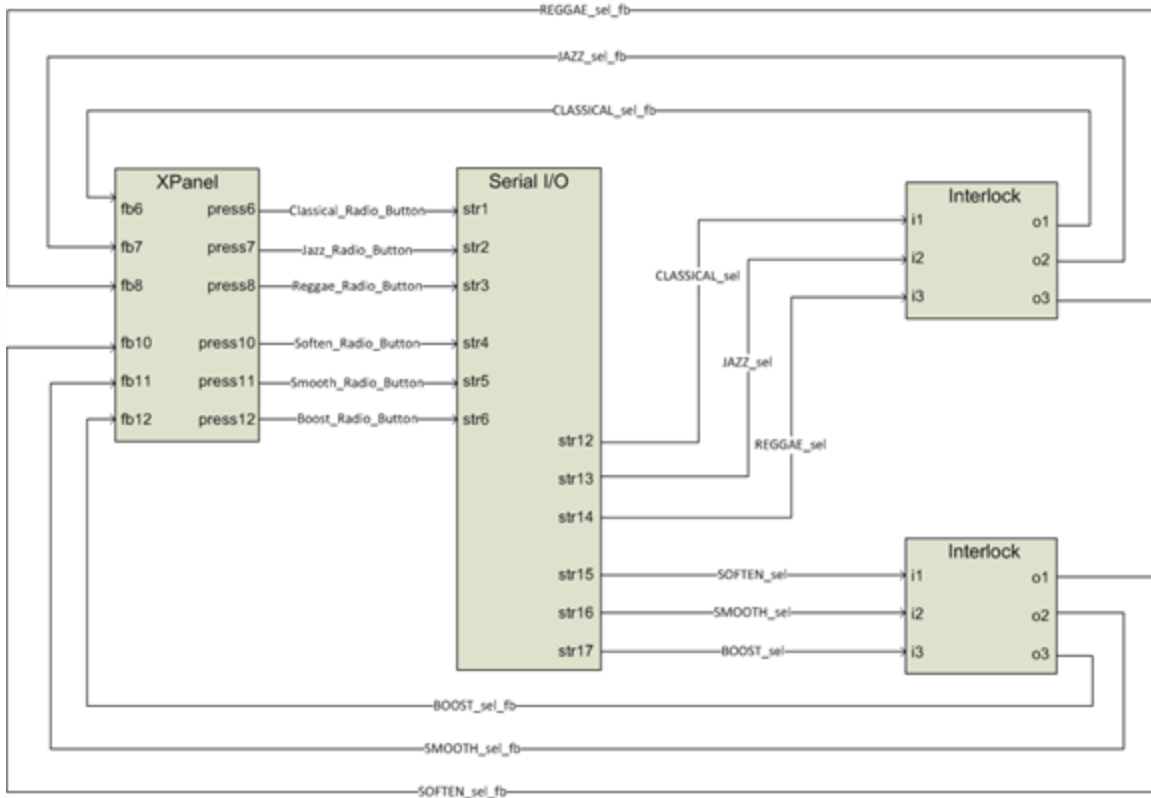 REGGAE_sel_fb
JAZZ_sel_fb
CLASSICAL_sel_fb
XPanel
fb6 press6
fb7 press7
fb8 press8
fb10 press10
fb11 press11
fb12 press12
Classical_Radio_Button
Jazz_Radio_Button
Reggae_Radio_Button
Soften_Radio_Button
Smooth_Radio_Button
Boost_Radio_Button
Serial I/O
str1
str2
str3
str4
str5
str6
str12
str13
str14
str15
str16
str17
CLASSICAL_sel
JAZZ_sel
REGGAE_sel
SOFTEN_sel
SMOOTH_sel
BOOST_sel
Interlock
i1 o1
i2 o2
i3 o3
Interlock
i1 o1
i2 o2
i3 o3
BOOST_sel_fb
SMOOTH_sel_fb
SOFTEN_sel_fb